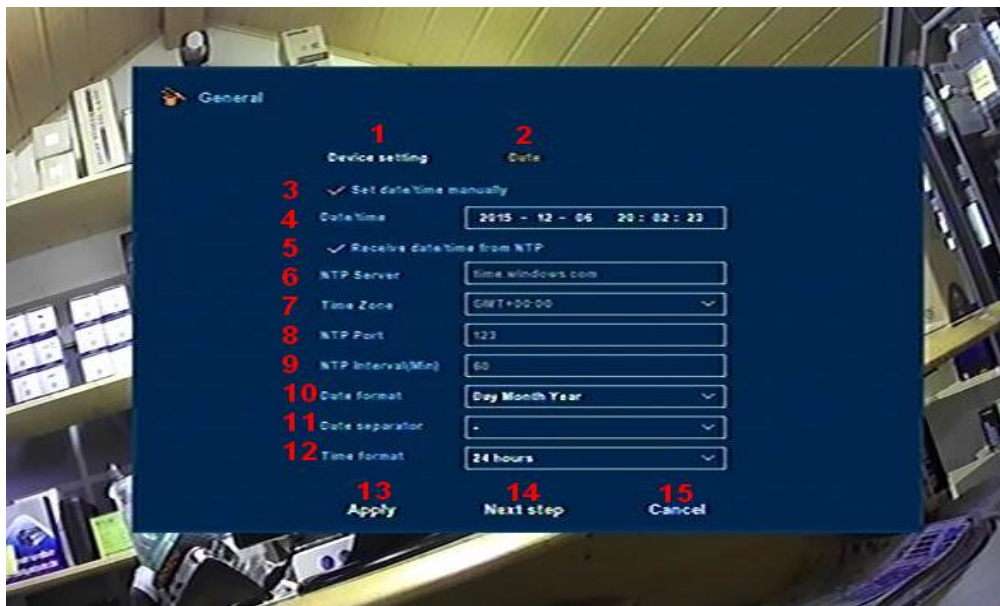 General
1 2
Device setting Date
3 Set date/time manually
4 Date/time 2015 - 12 - 06 20 : 02 : 23
5 Receive date/time from NTP
6 NTP Server time.windows.com
7 Time Zone GMT+00:00
8 NTP Port 123
9 NTP Interval(Min) 60
10 Date format Day Month Year
11 Date separator -
12 Time format 24 hours
13 14 15
Apply Next step Cancel